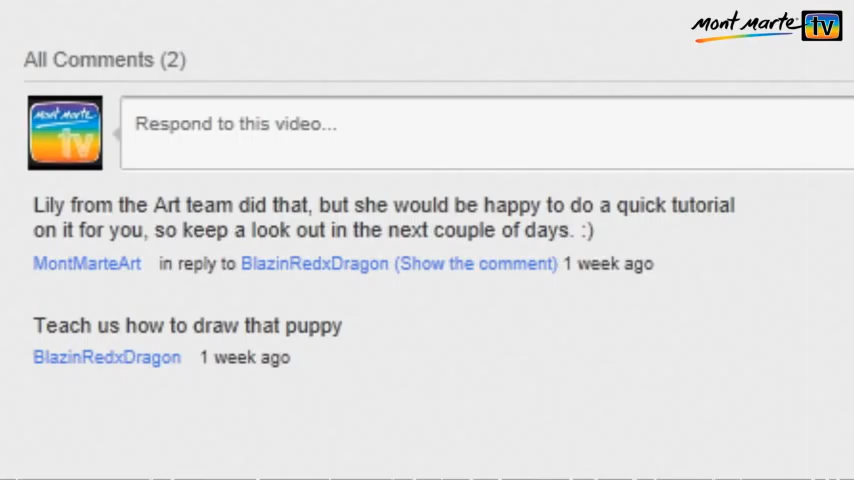 mont marte tv
All Comments (2)
mont marte
tv
Respond to this video...
Lily from the Art team did that, but she would be happy to do a quick tutorial
on it for you, so keep a look out in the next couple of days. :)
MontMarteArt in reply to BlazinRedxDragon (Show the comment) 1 week ago
Teach us how to draw that puppy
BlazinRedxDragon 1 week ago